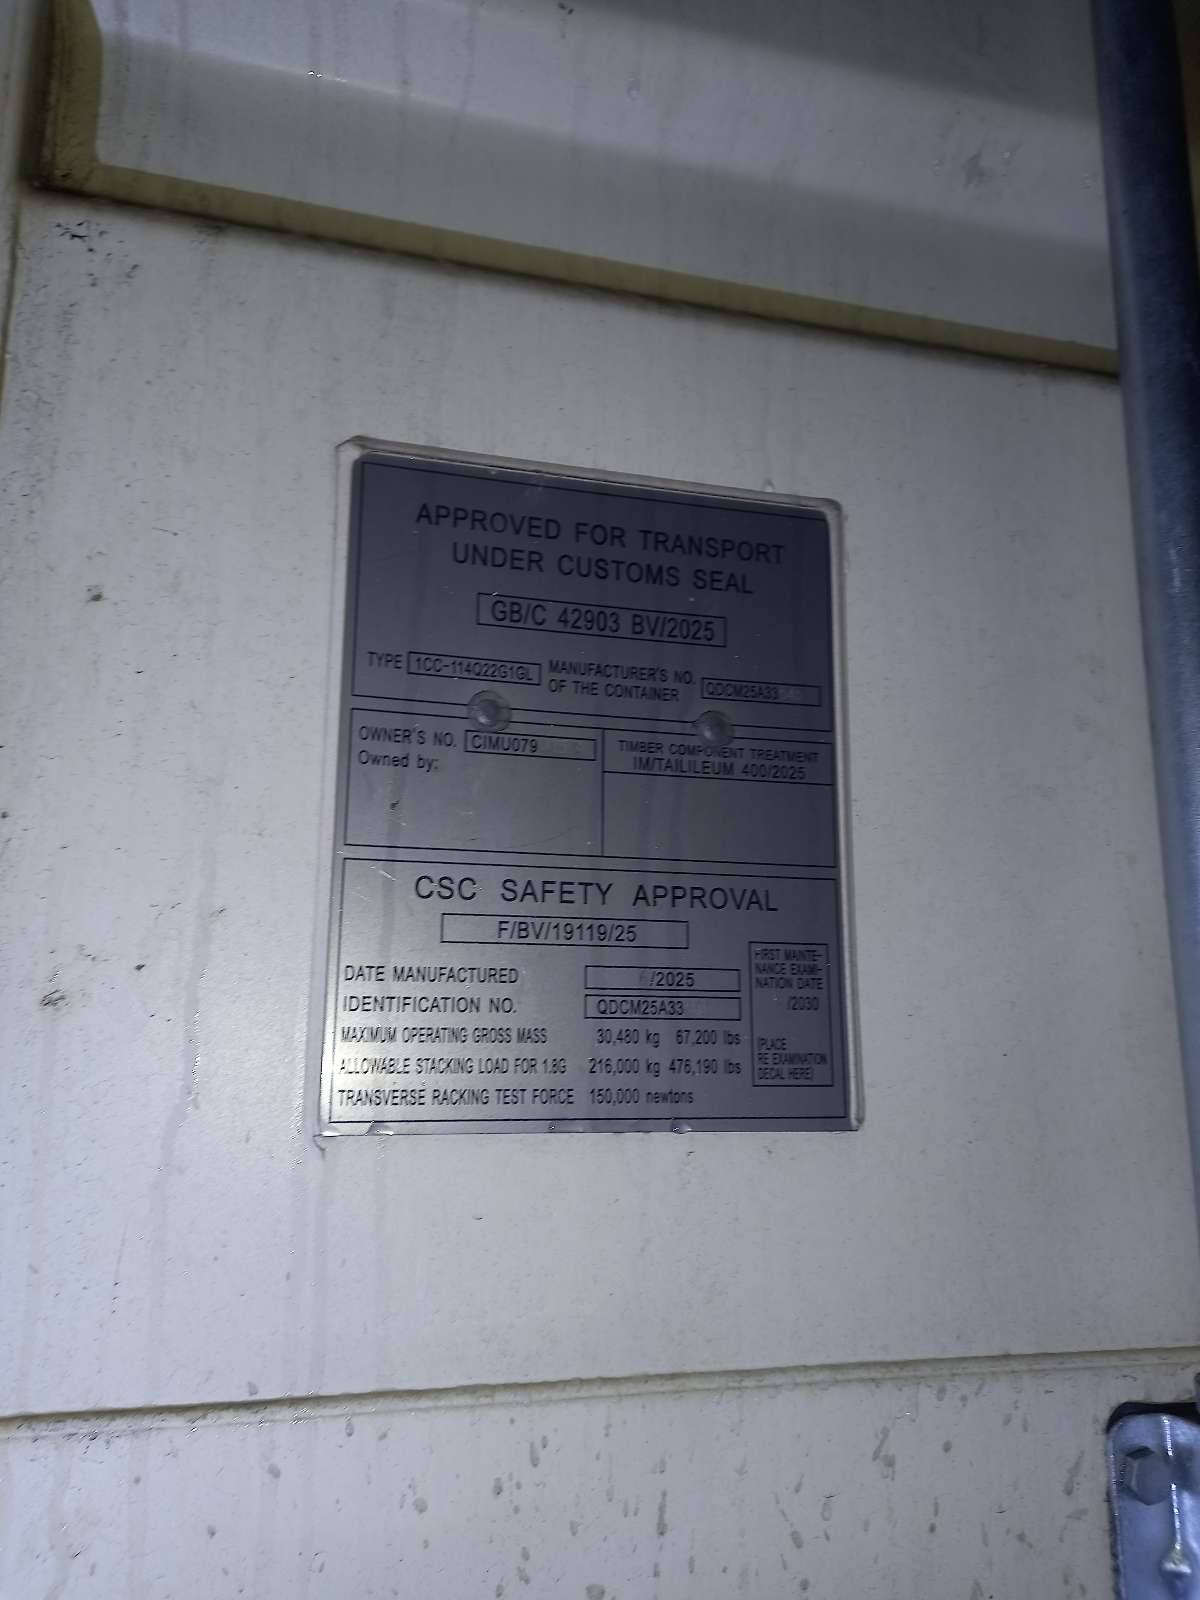 APPROVED FOR TRANSPORT
UNDER CUSTOMS SEAL
GB/C 42903 BV/2025
TYPE 1CC-114Q22G1GL MANUFACTURER'S NO. OF THE CONTAINER QDCM25A33
OWNER'S NO. CIMU079
Owned by:
TIMBER COMPONENT TREATMENT
IM/TAILILEUM 400/2025
CSC SAFETY APPROVAL
F/BV/19119/25
DATE MANUFACTURED /2025
IDENTIFICATION NO. QDCM25A33
MAXIMUM OPERATING GROSS MASS 30,480 kg 67,200 lbs
ALLOWABLE STACKING LOAD FOR 1.8G 216,000 kg 476,190 lbs
TRANSVERSE RACKING TEST FORCE 150,000 newtons
FIRST MAINTE-
NANCE EXAMI-
NATION DATE
/2030
(PLACE
RE EXAMINATION
DECAL HERE)